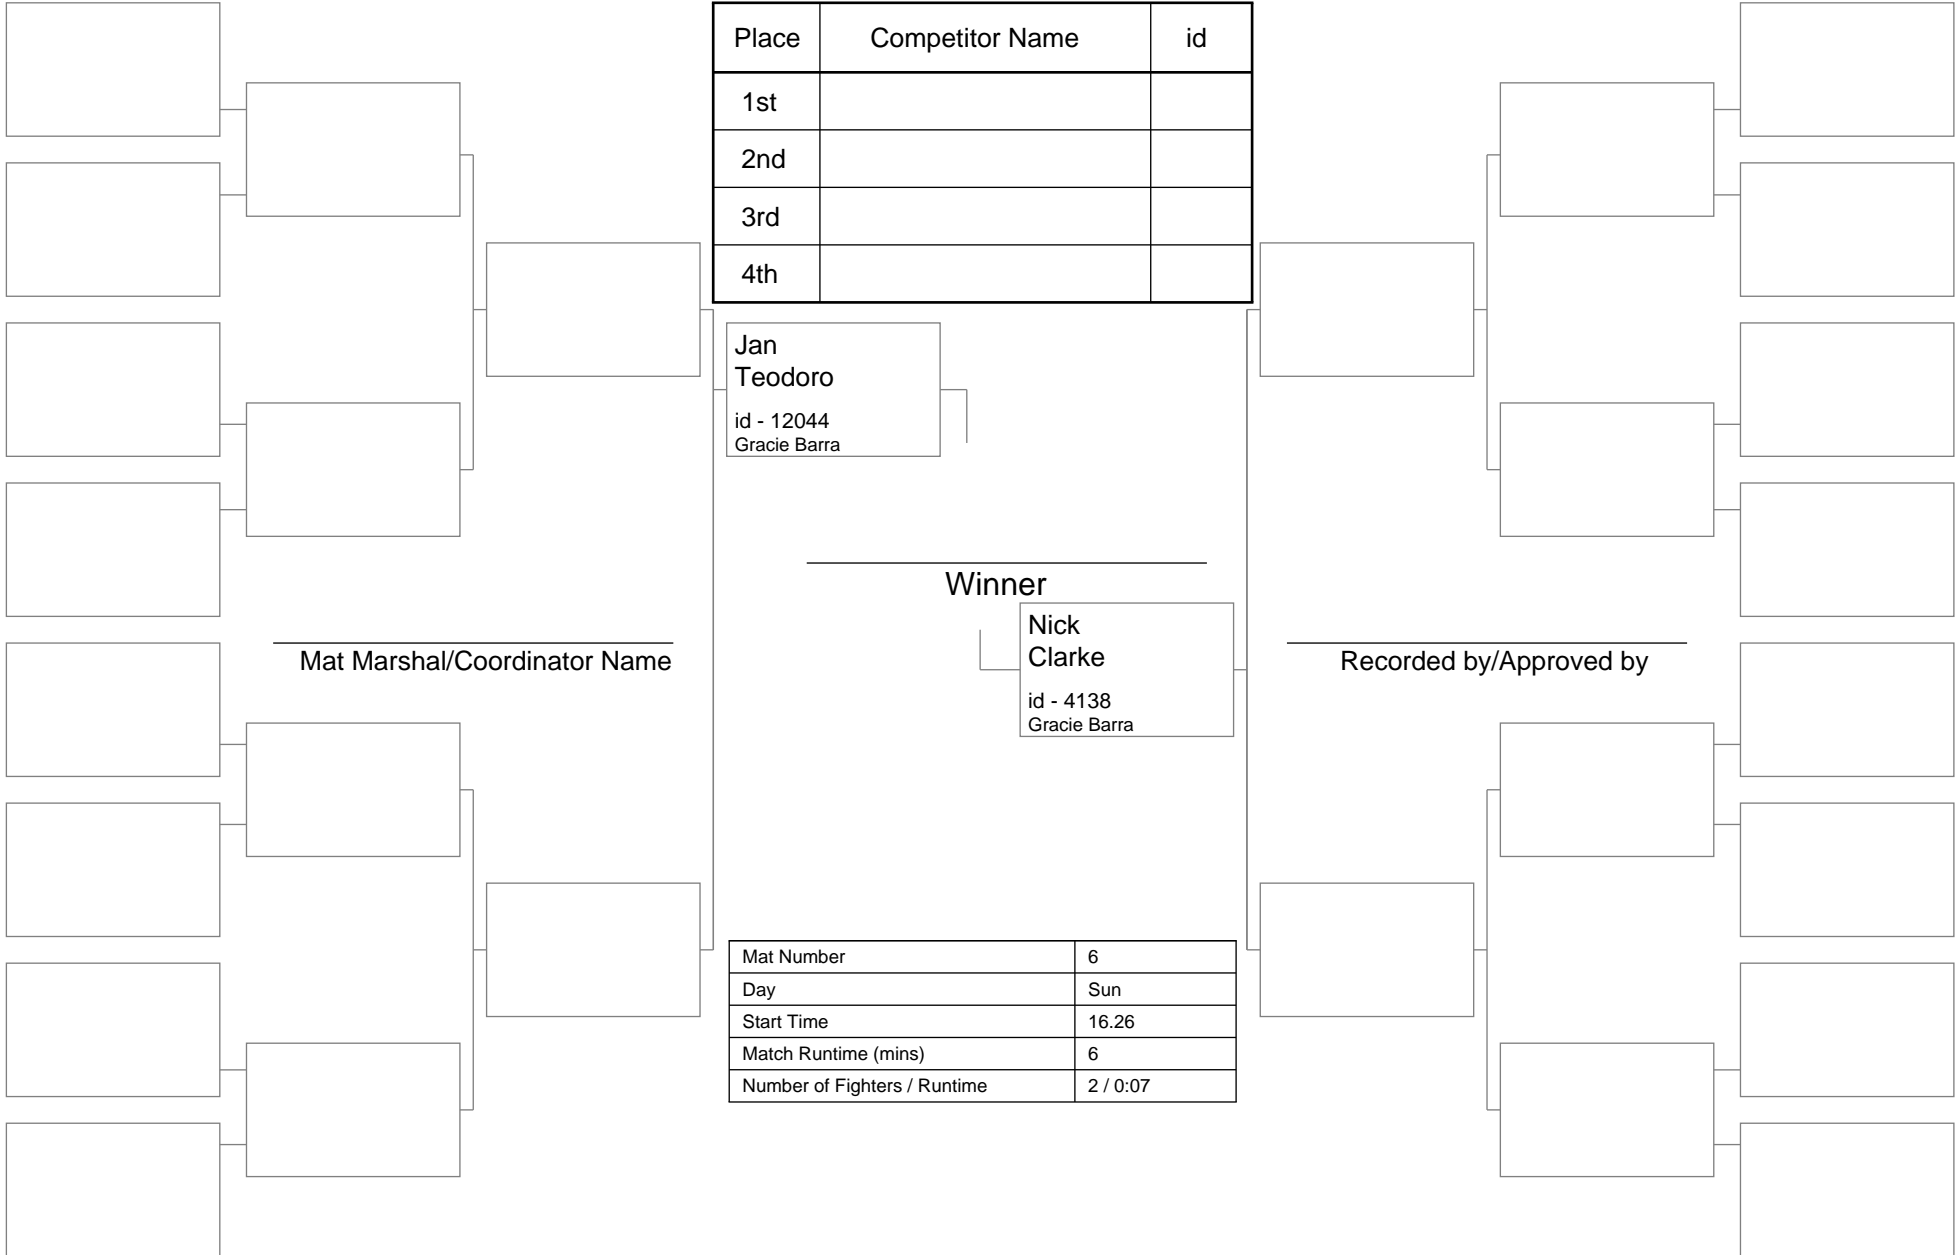 Place Competitor Name id
1st
2nd
3rd
4th
Jan
Teodoro
id - 12044
Gracie Barra
Winner
Nick
Clarke
id - 4138
Gracie Barra
Mat Marshal/Coordinator Name
Recorded by/Approved by
Mat Number 6
Day Sun
Start Time 16.26
Match Runtime (mins) 6
Number of Fighters / Runtime 2 / 0:07